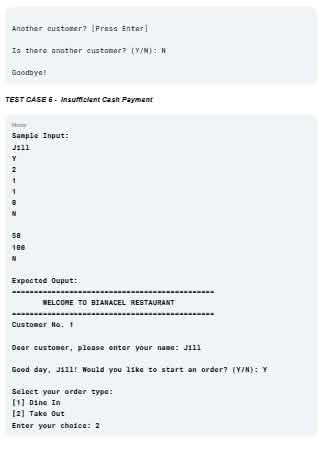 Another customer? [Press Enter]
Is there another customer? (Y/N): N
Goodbye!
TEST CASE 6 - Insufficient Cash Payment
Sample Input:
Jill
Y
2
1
1
0
N
50
100
N
Expected Ouput:
==============================================
WELCOME TO BIANACEL RESTAURANT
==============================================
Customer No. 1
Dear customer, please enter your name: Jill
Good day, Jill! Would you like to start an order? (Y/N): Y
Select your order type:
[1] Dine In
[2] Take Out
Enter your choice: 2